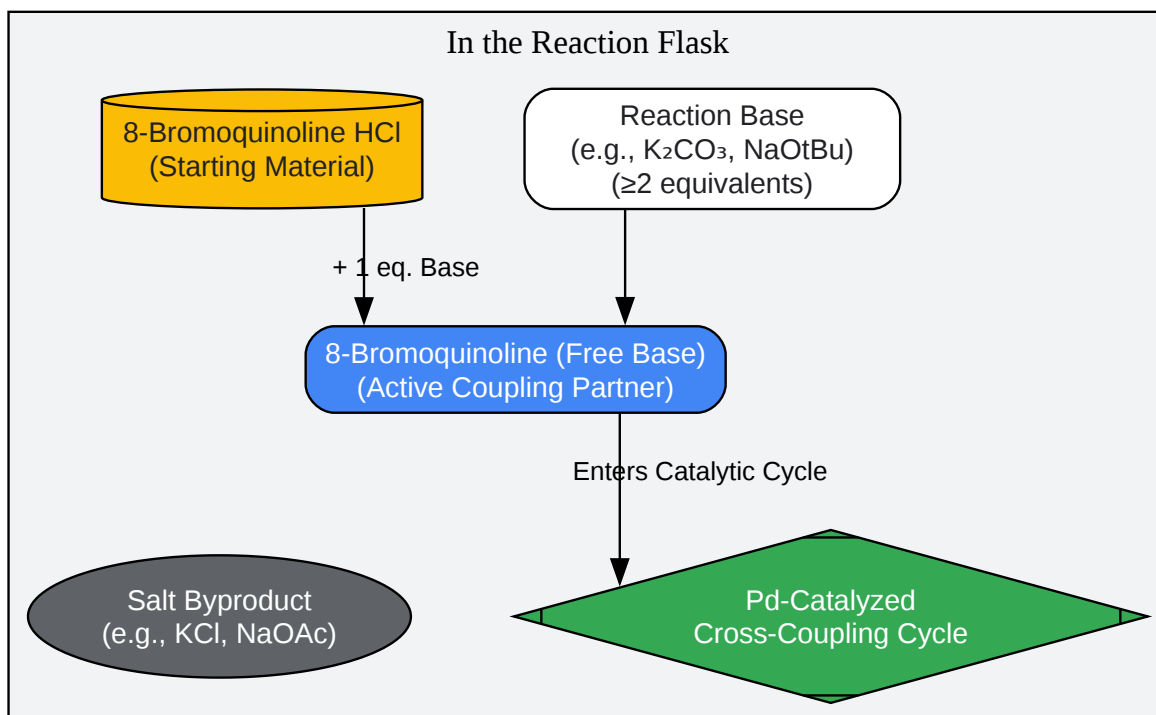 In the Reaction Flask
8-Bromoquinoline HCl
(Starting Material)
Reaction Base
(e.g., K₂CO₃, NaOtBu)
(≥2 equivalents)
+ 1 eq. Base
8-Bromoquinoline (Free Base)
(Active Coupling Partner)
Enters Catalytic Cycle
Salt Byproduct
(e.g., KCl, NaOAc)
Pd-Catalyzed
Cross-Coupling Cycle